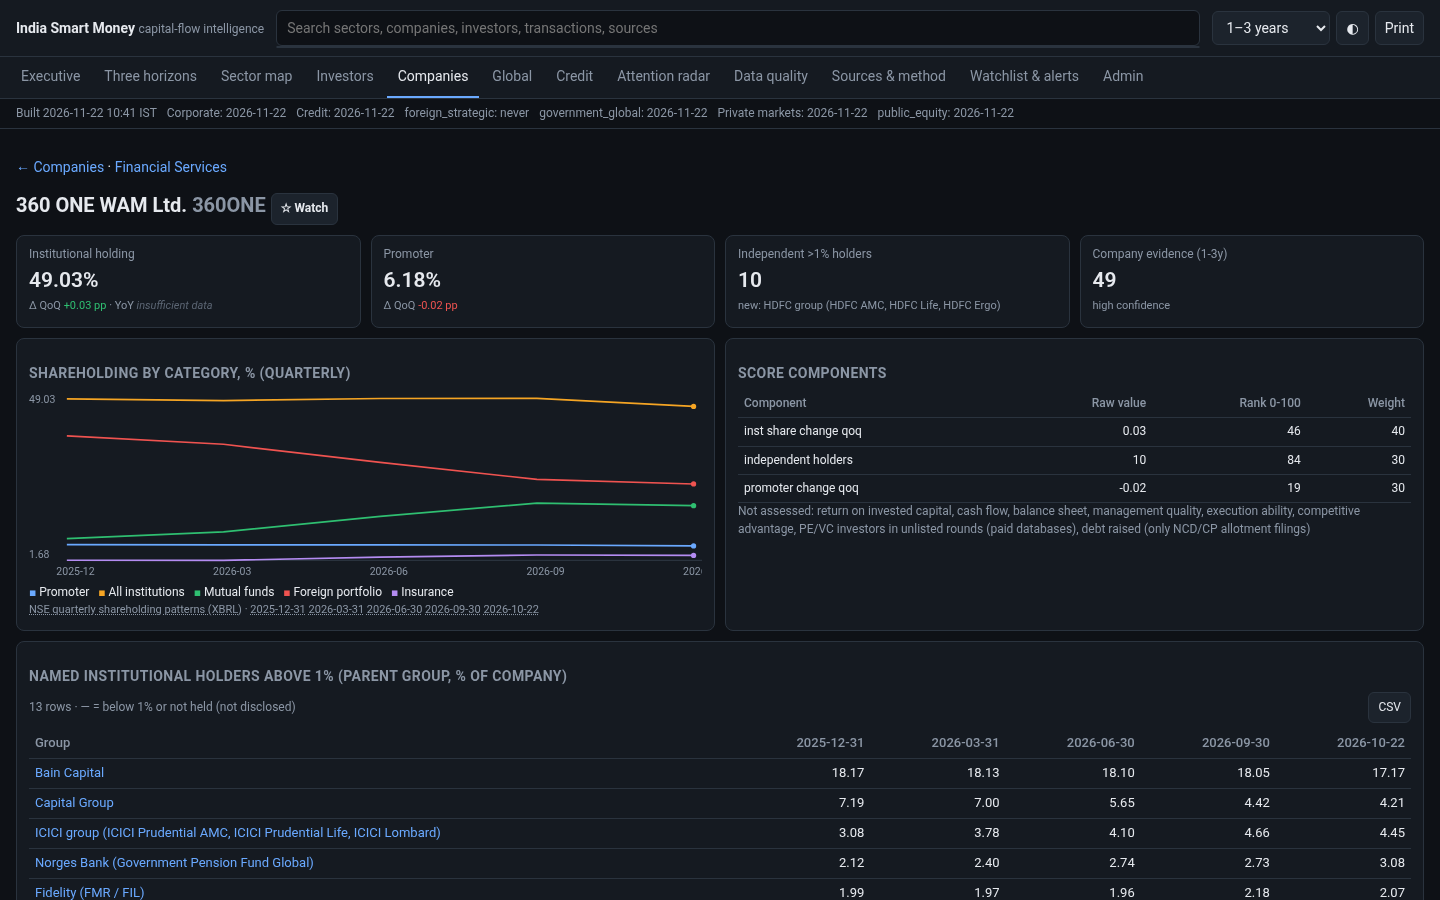 India Smart Money capital-flow intelligence
Search sectors, companies, investors, transactions, sources
1–3 years
Print
Executive Three horizons Sector map Investors Companies Global Credit Attention radar Data quality Sources & method Watchlist & alerts Admin
Built 2026-11-22 10:41 IST Corporate: 2026-11-22 Credit: 2026-11-22 foreign_strategic: never government_global: 2026-11-22 Private markets: 2026-11-22 public_equity: 2026-11-22
← Companies · Financial Services
360 ONE WAM Ltd. 360ONE ☆ Watch
Institutional holding
49.03%
Δ QoQ +0.03 pp · YoY insufficient data
Promoter
6.18%
Δ QoQ -0.02 pp
Independent >1% holders
10
new: HDFC group (HDFC AMC, HDFC Life, HDFC Ergo)
Company evidence (1-3y)
49
high confidence
SHAREHOLDING BY CATEGORY, % (QUARTERLY)
49.03
1.68
2025-12 2026-03 2026-06 2026-09 202
Promoter All institutions Mutual funds Foreign portfolio Insurance
NSE quarterly shareholding patterns (XBRL) · 2025-12-31 2026-03-31 2026-06-30 2026-09-30 2026-10-22
SCORE COMPONENTS
Component Raw value Rank 0-100 Weight
inst share change qoq 0.03 46 40
independent holders 10 84 30
promoter change qoq -0.02 19 30
Not assessed: return on invested capital, cash flow, balance sheet, management quality, execution ability, competitive
advantage, PE/VC investors in unlisted rounds (paid databases), debt raised (only NCD/CP allotment filings)
NAMED INSTITUTIONAL HOLDERS ABOVE 1% (PARENT GROUP, % OF COMPANY)
13 rows · — = below 1% or not held (not disclosed)
CSV
Group 2025-12-31 2026-03-31 2026-06-30 2026-09-30 2026-10-22
Bain Capital 18.17 18.13 18.10 18.05 17.17
Capital Group 7.19 7.00 5.65 4.42 4.21
ICICI group (ICICI Prudential AMC, ICICI Prudential Life, ICICI Lombard) 3.08 3.78 4.10 4.66 4.45
Norges Bank (Government Pension Fund Global) 2.12 2.40 2.74 2.73 3.08
Fidelity (FMR / FIL) 1.99 1.97 1.96 2.18 2.07